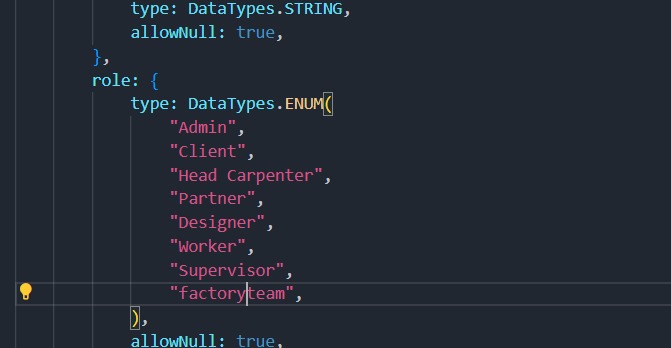 type: DataTypes.STRING,
allowNull: true,
},
role: {
type: DataTypes.ENUM(
"Admin",
"Client",
"Head Carpenter",
"Partner",
"Designer",
"Worker",
"Supervisor",
"factoryteam",
),
allowNull: true,